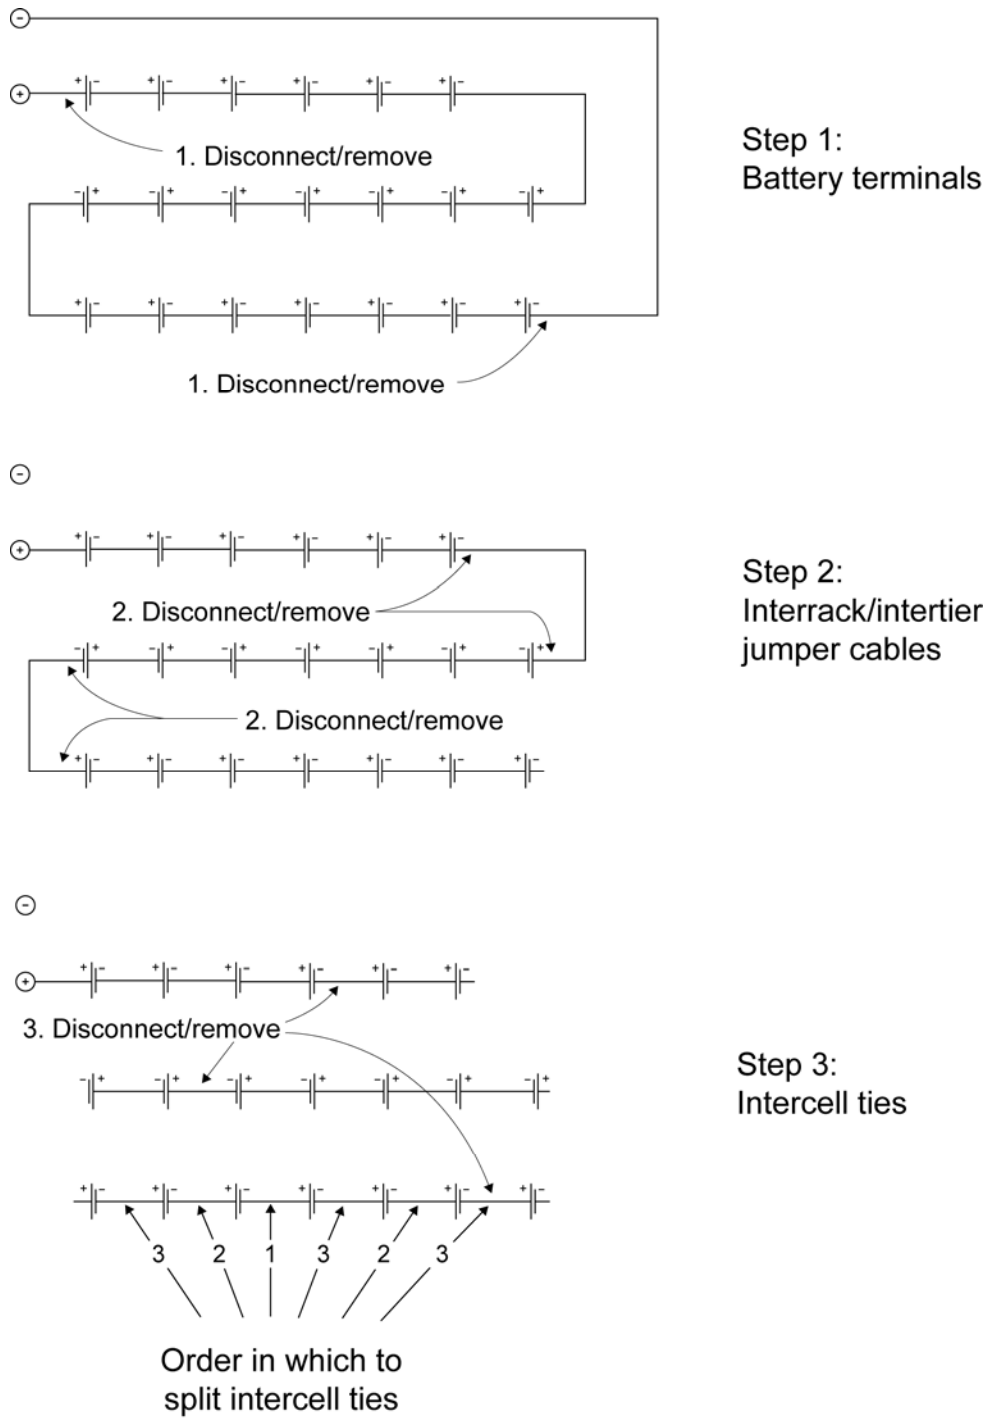 1. Disconnect/remove
Step 1:
Battery terminals
1. Disconnect/remove
2. Disconnect/remove
Step 2:
Interrack/intertier
jumper cables
2. Disconnect/remove
3. Disconnect/remove
Step 3:
Intercell ties
3 2 1 3 2 3
Order in which to
split intercell ties